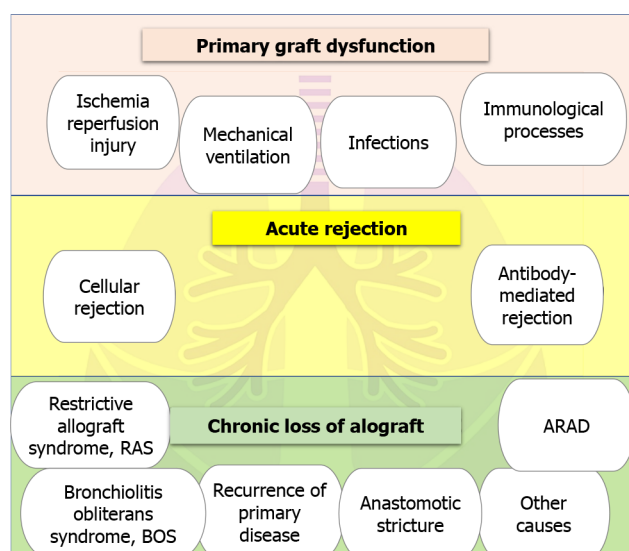 Primary graft dysfunction
Ischemia
reperfusion
injury
Mechanical
ventilation
Infections
Immunological
processes
Acute rejection
Cellular
rejection
Antibody-
mediated
rejection
Restrictive
allograft
syndrome, RAS
Chronic loss of alograft
ARAD
Bronchiolitis
obliterans
syndrome, BOS
Recurrence of
primary
disease
Anastomotic
stricture
Other
causes